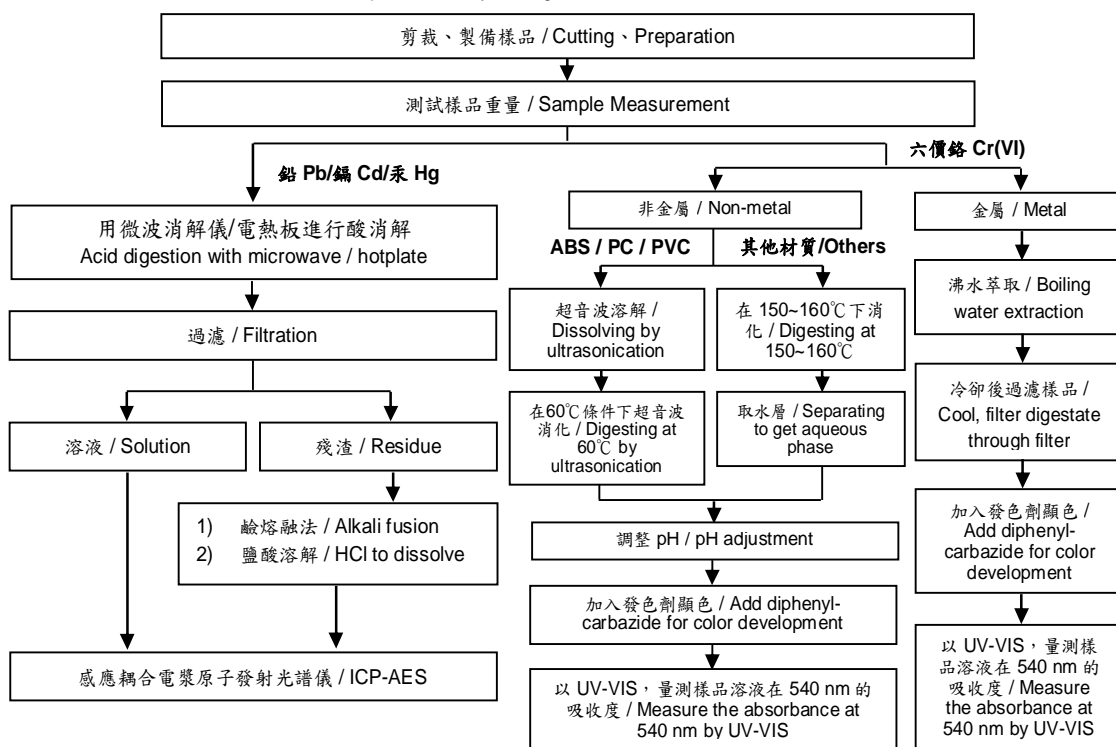 剪裁、製備樣品 / Cutting、Preparation
測試樣品重量 / Sample Measurement
鉛 Pb/鎘 Cd/汞 Hg
六價鉻 Cr(VI)
用微波消解儀/電熱板進行酸消解
Acid digestion with microwave / hotplate
過濾 / Filtration
溶液 / Solution
殘渣 / Residue
1) 鹼熔融法 / Alkali fusion
2) 鹽酸溶解 / HCl to dissolve
感應耦合電漿原子發射光譜儀 / ICP-AES
非金屬 / Non-metal
ABS / PC / PVC
其他材質/Others
超音波溶解 /
Dissolving by
ultrasonication
在60℃條件下超音波
消化 / Digesting at
60℃ by
ultrasonication
在 150~160℃下消
化 / Digesting at
150~160℃
取水層 / Separating
to get aqueous
phase
調整 pH / pH adjustment
加入發色劑顯色 / Add diphenyl-
carbazide for color development
以 UV-VIS，量測樣品溶液在 540 nm 的
吸收度 / Measure the absorbance at
540 nm by UV-VIS
金屬 / Metal
沸水萃取 / Boiling
water extraction
冷卻後過濾樣品 /
Cool, filter digestate
through filter
加入發色劑顯色 /
Add diphenyl-
carbazide for color
development
以 UV-VIS，量測樣
品溶液在 540 nm 的
吸收度 / Measure
the absorbance at
540 nm by UV-VIS